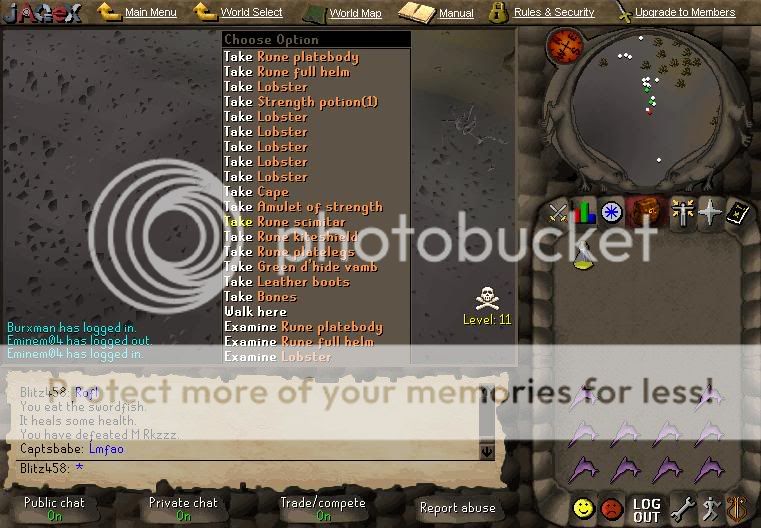 JAGeX Main Menu World Select World Map Manual Rules & Security Upgrade to Members
Choose Option
Take Rune platebody
Take Rune full helm
Take Lobster
Take Strength potion(1)
Take Lobster
Take Lobster
Take Lobster
Take Lobster
Take Lobster
Take Cape
Take Amulet of strength
Take Rune scimitar
Take Rune kiteshield
Take Rune platelegs
Take Green d'hide vamb
Take Leather boots
Take Bones
Walk here
Examine Rune platebody
Examine Rune full helm
Examine Lobster
photobucket
Level: 11
Burxman has logged in.
Eminem04 has logged out.
Eminem04 has logged in.
Protect more of your memories for less!
Blitz458: Rofl
You eat the swordfish.
It heals some health.
You have defeated M Rkzzz.
Captsbabe: Lmfao
Blitz458: *
Public chat
On
Private chat
On
Trade/compete
On
Report abuse
LOG
OUT